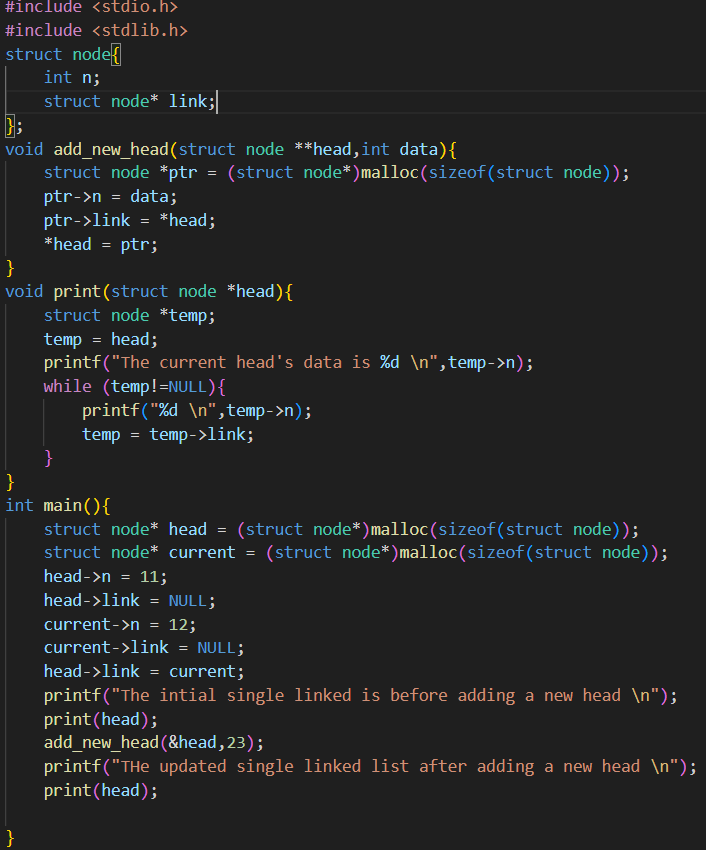 #include <stdio.h>
#include <stdlib.h>
struct node{
    int n;
    struct node* link;
};
void add_new_head(struct node **head,int data){
    struct node *ptr = (struct node*)malloc(sizeof(struct node));
    ptr->n = data;
    ptr->link = *head;
    *head = ptr;
}
void print(struct node *head){
    struct node *temp;
    temp = head;
    printf("The current head's data is %d \n",temp->n);
    while (temp!=NULL){
        printf("%d \n",temp->n);
        temp = temp->link;
    }
}
int main(){
    struct node* head = (struct node*)malloc(sizeof(struct node));
    struct node* current = (struct node*)malloc(sizeof(struct node));
    head->n = 11;
    head->link = NULL;
    current->n = 12;
    current->link = NULL;
    head->link = current;
    printf("The intial single linked is before adding a new head \n");
    print(head);
    add_new_head(&head,23);
    printf("THe updated single linked list after adding a new head \n");
    print(head);
}